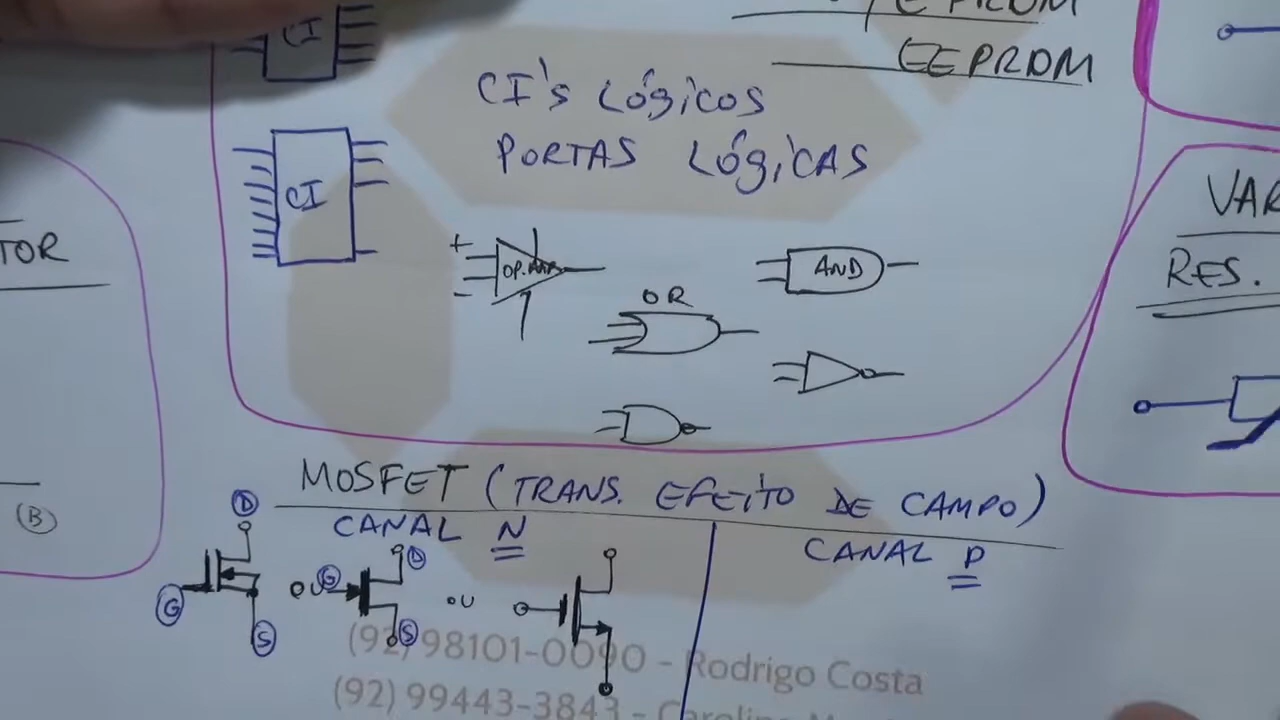 EPROM
EEPROM
CI
CI's Lógicos
PORTAS Lógicas
CI
TOR
VAR
RES.
+
OP.AMP
-
AND
OR
MOSFET (TRANS. EFEITO DE CAMPO)
CANAL N
CANAL P
B
D
G
S
OU
G
D
S
OU
(92) 98101-0090 - Rodrigo Costa
(92) 99443-3843 -